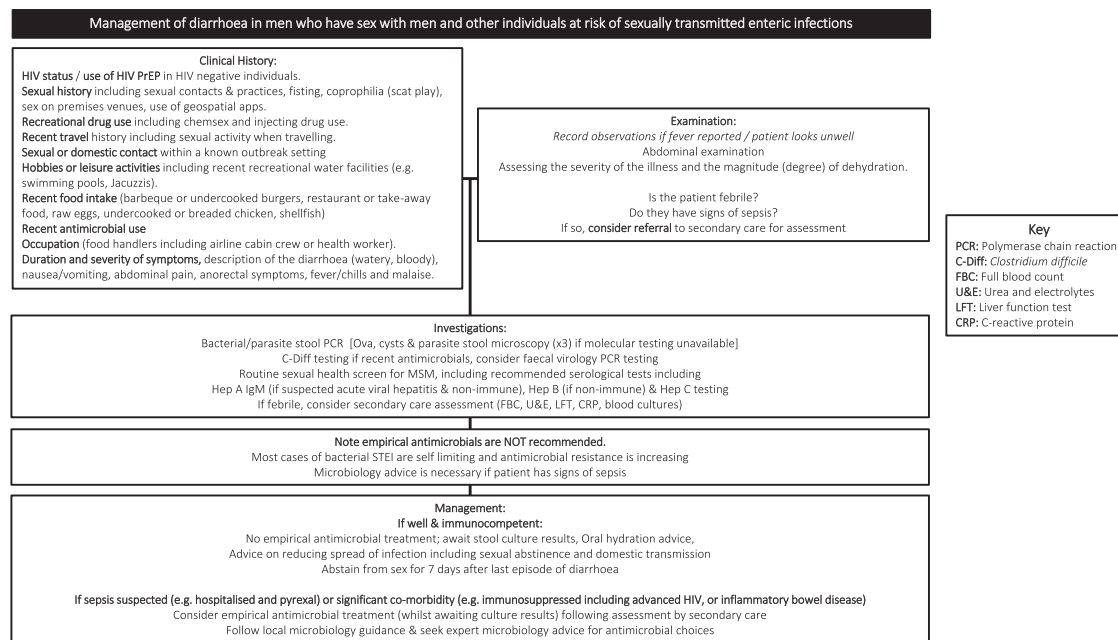 Management of diarrhoea in men who have sex with men and other individuals at risk of sexually transmitted enteric infections
Clinical History:
HIV status / use of HIV PrEP in HIV negative individuals.
Sexual history including sexual contacts & practices, fisting, coprophilia (scat play),
sex on premises venues, use of geospatial apps.
Recreational drug use including chemsex and injecting drug use.
Recent travel history including sexual activity when travelling.
Sexual or domestic contact within a known outbreak setting
Hobbies or leisure activities including recent recreational water facilities (e.g.
swimming pools, Jacuzzis).
Recent food intake (barbeque or undercooked burgers, restaurant or take-away
food, raw eggs, undercooked or breaded chicken, shellfish)
Recent antimicrobial use
Occupation (food handlers including airline cabin crew or health worker).
Duration and severity of symptoms, description of the diarrhoea (watery, bloody),
nausea/vomiting, abdominal pain, anorectal symptoms, fever/chills and malaise.
Examination:
Record observations if fever reported / patient looks unwell
Abdominal examination
Assessing the severity of the illness and the magnitude (degree) of dehydration.
Is the patient febrile?
Do they have signs of sepsis?
If so, consider referral to secondary care for assessment
Key
PCR: Polymerase chain reaction
C-Diff: Clostridium difficile
FBC: Full blood count
U&E: Urea and electrolytes
LFT: Liver function test
CRP: C-reactive protein
Investigations:
Bacterial/parasite stool PCR [Ova, cysts & parasite stool microscopy (x3) if molecular testing unavailable]
C-Diff testing if recent antimicrobials, consider faecal virology PCR testing
Routine sexual health screen for MSM, including recommended serological tests including
Hep A IgM (if suspected acute viral hepatitis & non-immune), Hep B (if non-immune) & Hep C testing
If febrile, consider secondary care assessment (FBC, U&E, LFT, CRP, blood cultures)
Note empirical antimicrobials are NOT recommended.
Most cases of bacterial STEI are self limiting and antimicrobial resistance is increasing
Microbiology advice is necessary if patient has signs of sepsis
Management:
If well & immunocompetent:
No empirical antimicrobial treatment; await stool culture results, Oral hydration advice,
Advice on reducing spread of infection including sexual abstinence and domestic transmission
Abstain from sex for 7 days after last episode of diarrhoea
If sepsis suspected (e.g. hospitalised and pyrexal) or significant co-morbidity (e.g. immunosuppressed including advanced HIV, or inflammatory bowel disease)
Consider empirical antimicrobial treatment (whilst awaiting culture results) following assessment by secondary care
Follow local microbiology guidance & seek expert microbiology advice for antimicrobial choices